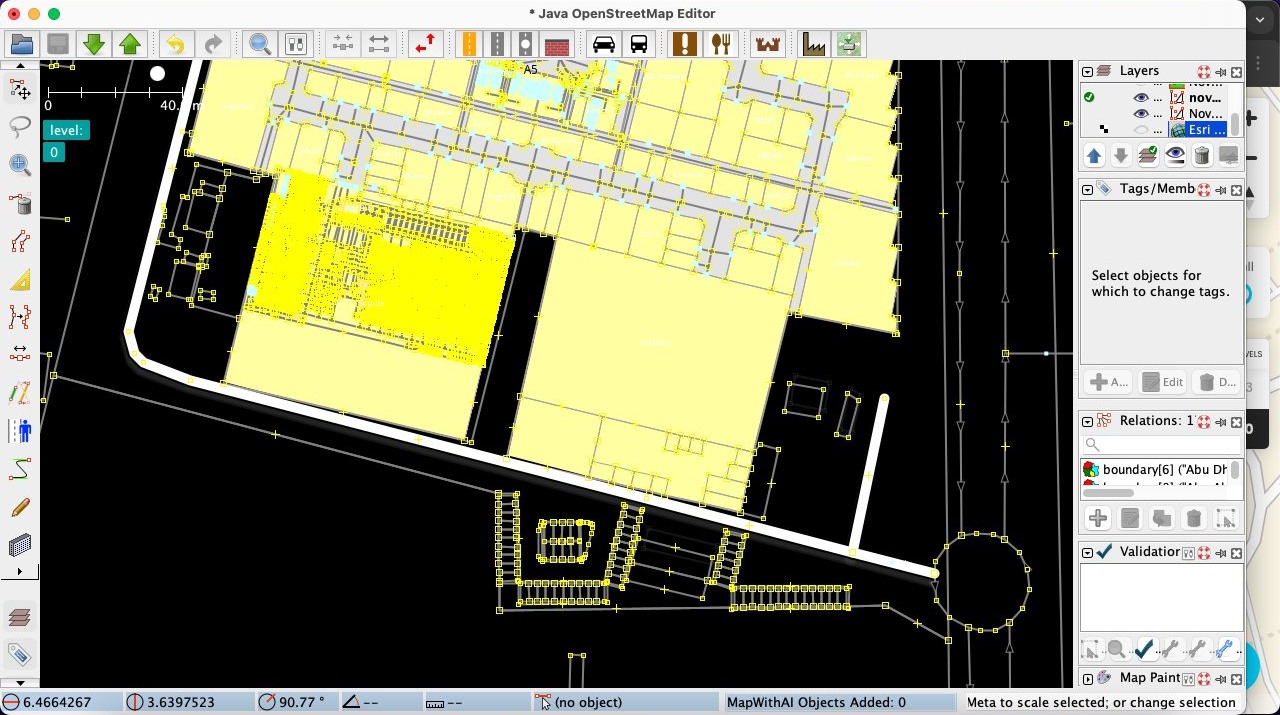 * Java OpenStreetMap Editor
A5
0
40.
m
level:
0
Layers
nov...
Nov...
Esri ...
Tags/Memb
Select objects for
which to change tags.
A...
Edit
D...
Relations: 1
boundary[6] ("Abu Dh
Validation
Map Paint
6.4664267
3.6397523
90.77 °
--
--
(no object)
MapWithAI Objects Added: 0
Meta to scale selected; or change selection